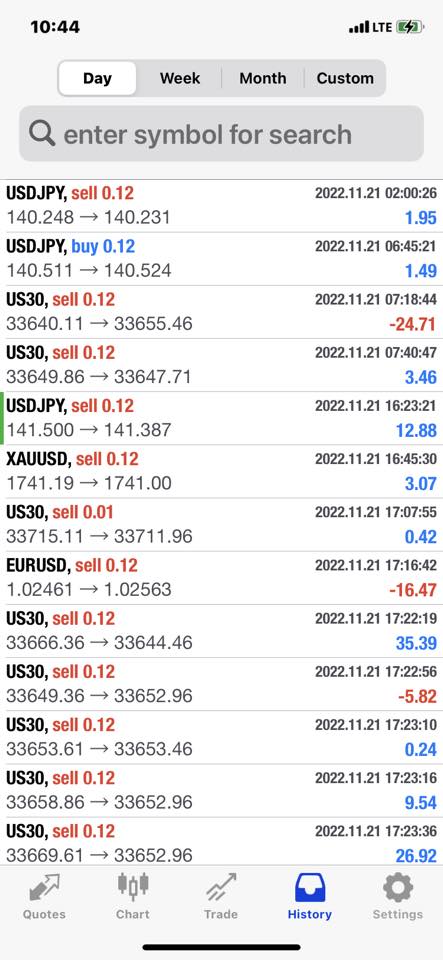 10:44 LTE
Day Week Month Custom
enter symbol for search
USDJPY, sell 0.12 2022.11.21 02:00:26
140.248 → 140.231 1.95
USDJPY, buy 0.12 2022.11.21 06:45:21
140.511 → 140.524 1.49
US30, sell 0.12 2022.11.21 07:18:44
33640.11 → 33655.46 -24.71
US30, sell 0.12 2022.11.21 07:40:47
33649.86 → 33647.71 3.46
USDJPY, sell 0.12 2022.11.21 16:23:21
141.500 → 141.387 12.88
XAUUSD, sell 0.12 2022.11.21 16:45:30
1741.19 → 1741.00 3.07
US30, sell 0.01 2022.11.21 17:07:55
33715.11 → 33711.96 0.42
EURUSD, sell 0.12 2022.11.21 17:16:42
1.02461 → 1.02563 -16.47
US30, sell 0.12 2022.11.21 17:22:19
33666.36 → 33644.46 35.39
US30, sell 0.12 2022.11.21 17:22:56
33649.36 → 33652.96 -5.82
US30, sell 0.12 2022.11.21 17:23:10
33653.61 → 33653.46 0.24
US30, sell 0.12 2022.11.21 17:23:16
33658.86 → 33652.96 9.54
US30, sell 0.12 2022.11.21 17:23:36
33669.61 → 33652.96 26.92
Quotes Chart Trade History Settings